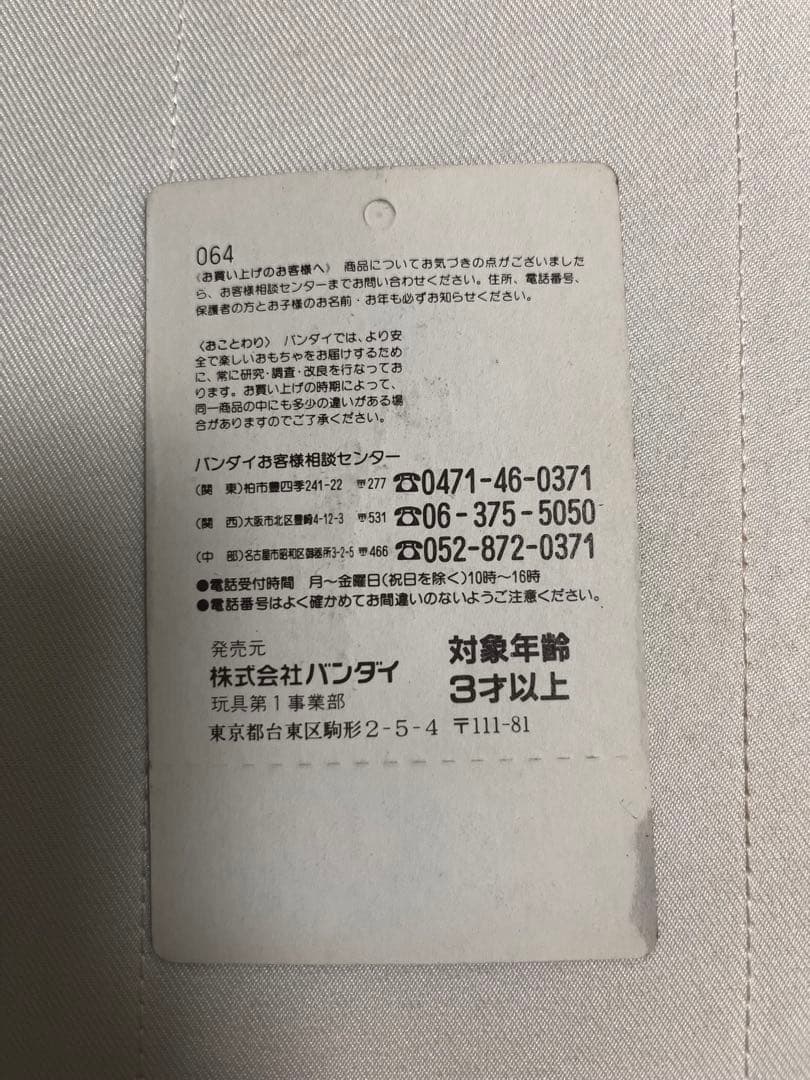 064
《お買い上げのお客様へ》 商品についてお気づきの点がございました
ら、お客様相談センターまでお問い合わせください。住所、電話番号、
保護者の方とお子様のお名前・お年も必ずお知らせください。
〈おことわり〉 バンダイでは、より安
全で楽しいおもちゃをお届けするため
に、常に研究・調査・改良を行なってお
ります。お買い上げの時期によって、
同一商品の中にも多少の違いがある場
合がありますのでご了承ください。
バンダイお客様相談センター
(関 東)柏市豊四季241-22 〒277 ☎0471-46-0371
(関 西)大阪市北区豊崎4-12-3 〒531 ☎06-375-5050
(中 部)名古屋市昭和区御器所3-2-5 〒466 ☎052-872-0371
●電話受付時間 月〜金曜日(祝日を除く)10時〜16時
●電話番号はよく確かめてお間違いのないようご注意ください。
発売元
株式会社バンダイ
玩具第1事業部
東京都台東区駒形2-5-4 〒111-81
対象年齢
3才以上